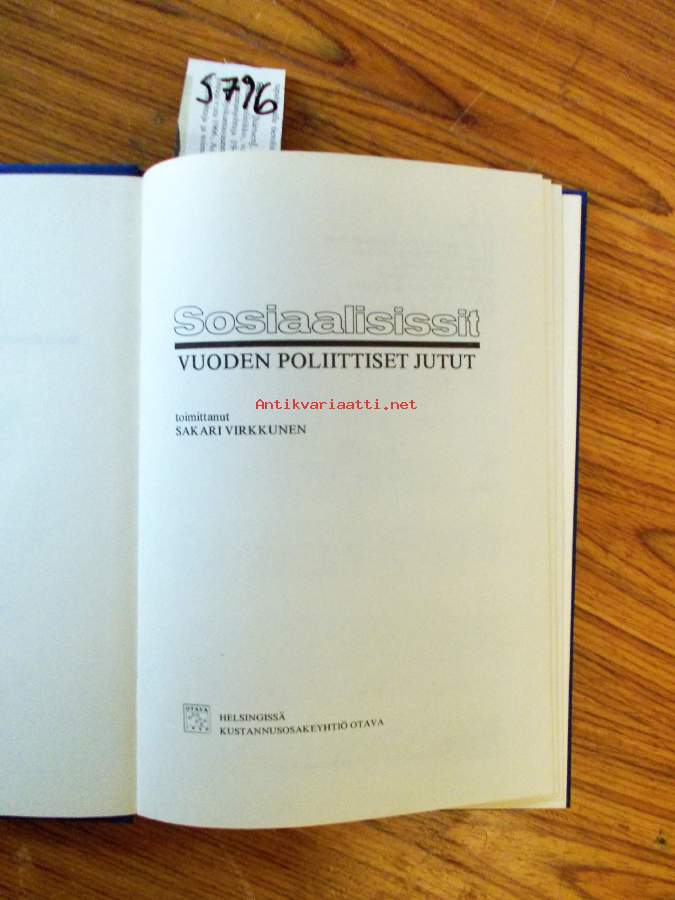 5796
Sosiaalisissit
VUODEN POLIITTISET JUTUT
Antikvariaatti.net
toimittanut
SAKARI VIRKKUNEN
OTAVA
HELSINGISSÄ
KUSTANNUSOSAKEYHTIÖ OTAVA